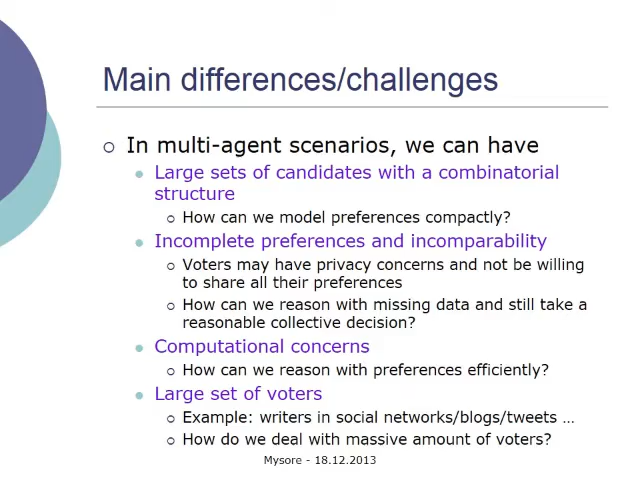 Main differences/challenges
In multi-agent scenarios, we can have
Large sets of candidates with a combinatorial
structure
How can we model preferences compactly?
Incomplete preferences and incomparability
Voters may have privacy concerns and not be willing
to share all their preferences
How can we reason with missing data and still take a
reasonable collective decision?
Computational concerns
How can we reason with preferences efficiently?
Large set of voters
Example: writers in social networks/blogs/tweets …
How do we deal with massive amount of voters?
Mysore - 18.12.2013